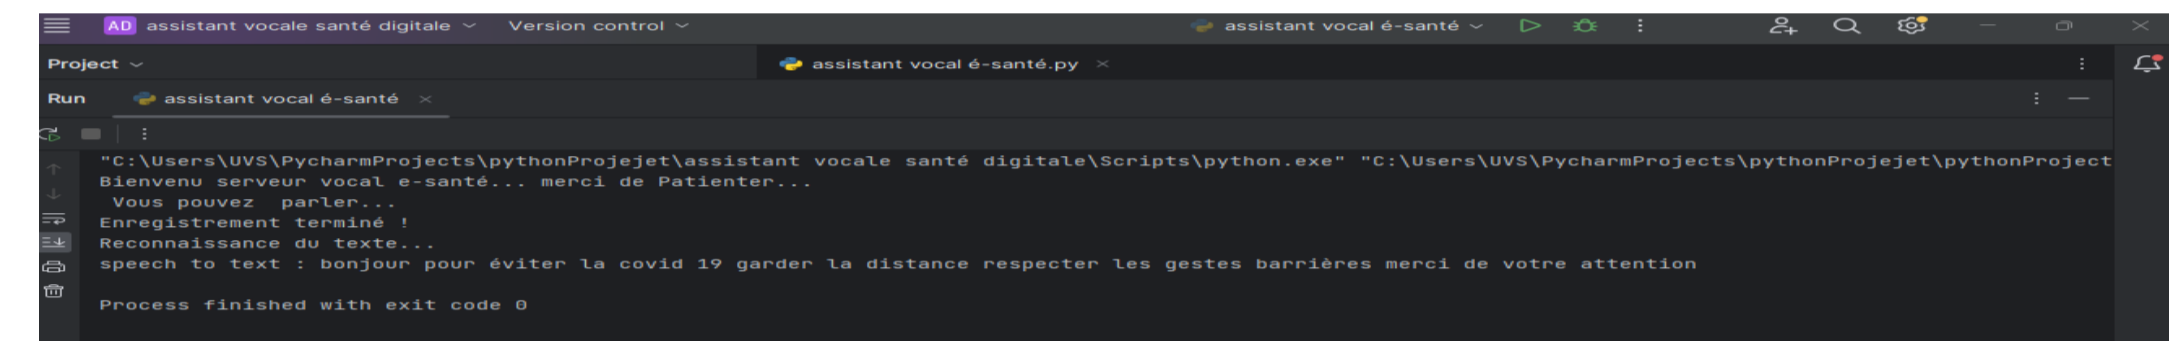 AD assistant vocale santé digitale Version control assistant vocal é-santé
Project assistant vocal é-santé.py
Run assistant vocal é-santé
"C:\Users\UVS\PycharmProjects\pythonProjejet\assistant vocale santé digitale\Scripts\python.exe" "C:\Users\UVS\PycharmProjects\pythonProjejet\pythonProject
Bienvenu serveur vocal e-santé... merci de Patienter...
Vous pouvez  parler...
Enregistrement terminé !
Reconnaissance du texte...
speech to text : bonjour pour éviter la covid 19 garder la distance respecter les gestes barrières merci de votre attention
Process finished with exit code 0